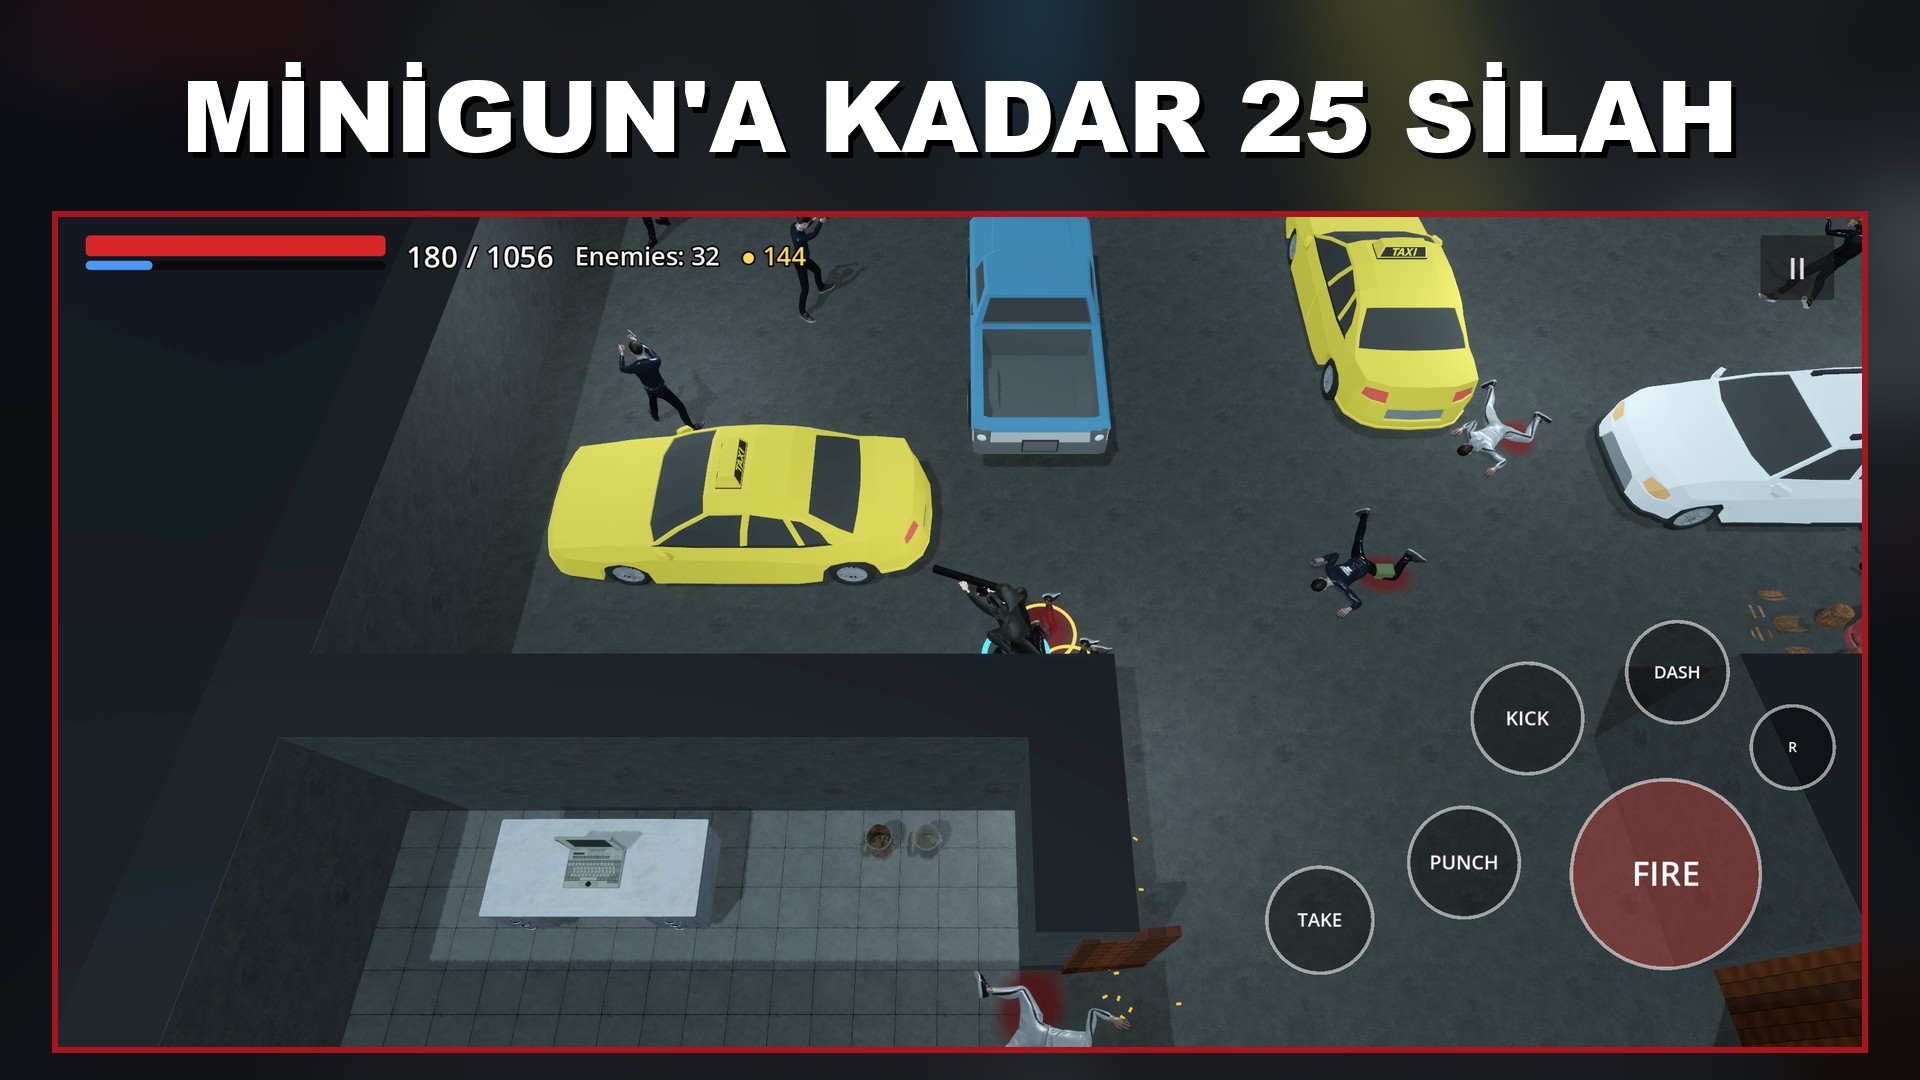 MİNİGUN'A KADAR 25 SİLAH
180 / 1056 Enemies: 32 144
TAXI
TAXI
DASH
KICK
R
PUNCH
FIRE
TAKE